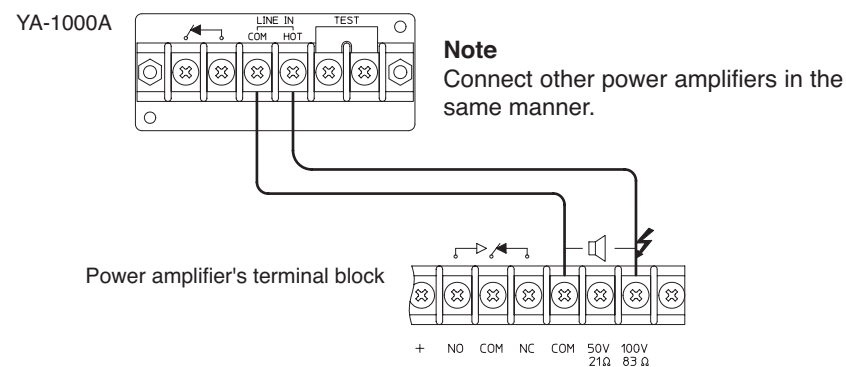 YA-1000A
LINE IN
TEST
COM HOT
Note
Connect other power amplifiers in the
same manner.
Power amplifier's terminal block
+ NO COM NC COM 50V 100V
21Ω 83 Ω